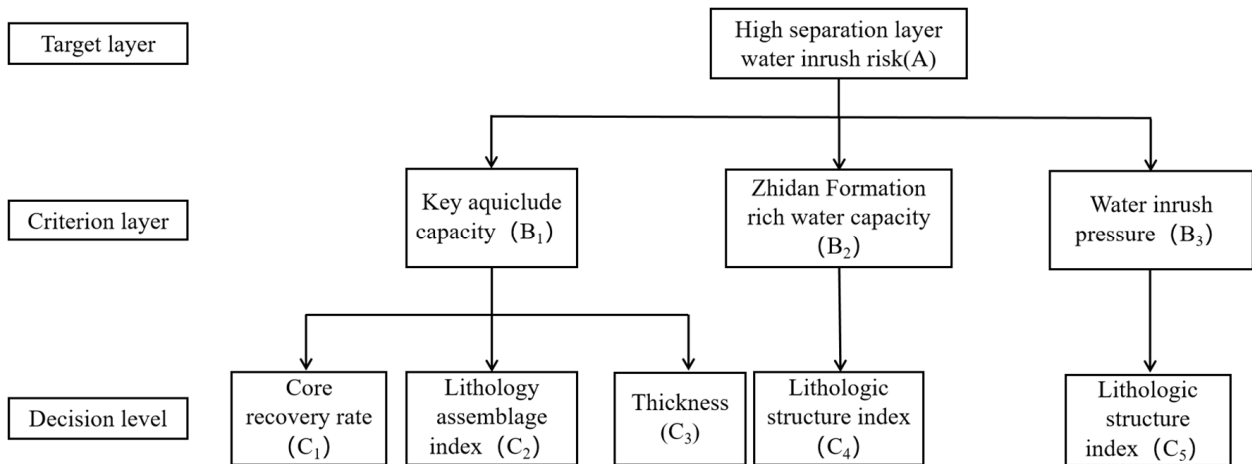 Target layer
High separation layer
water inrush risk(A)
Criterion layer
Key aquiclude
capacity（B₁）
Zhidan Formation
rich water capacity
（B₂）
Water inrush
pressure（B₃）
Decision level
Core
recovery rate
（C₁）
Lithology
assemblage
index（C₂）
Thickness
(C₃)
Lithologic
structure index
（C₄）
Lithologic
structure
index（C₅）